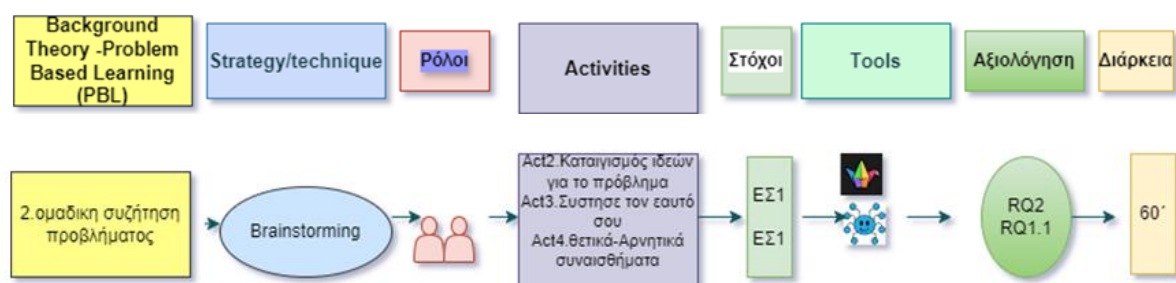 Background
Theory -Problem
Based Learning
(PBL)
Strategy/technique
Ρόλοι
Activities
Στόχοι
Tools
Αξιολόγηση
Διάρκεια
2.ομαδικη συζήτηση
προβλήματος
Brainstorming
Act2.Καταιγισμός ιδεών
για το πρόβλημα
Act3.Συστησε τον εαυτό
σου
Act4.θετικά-Αρνητικά
συναισθήματα
ΕΣ1
ΕΣ1
RQ2
RQ1.1
60΄